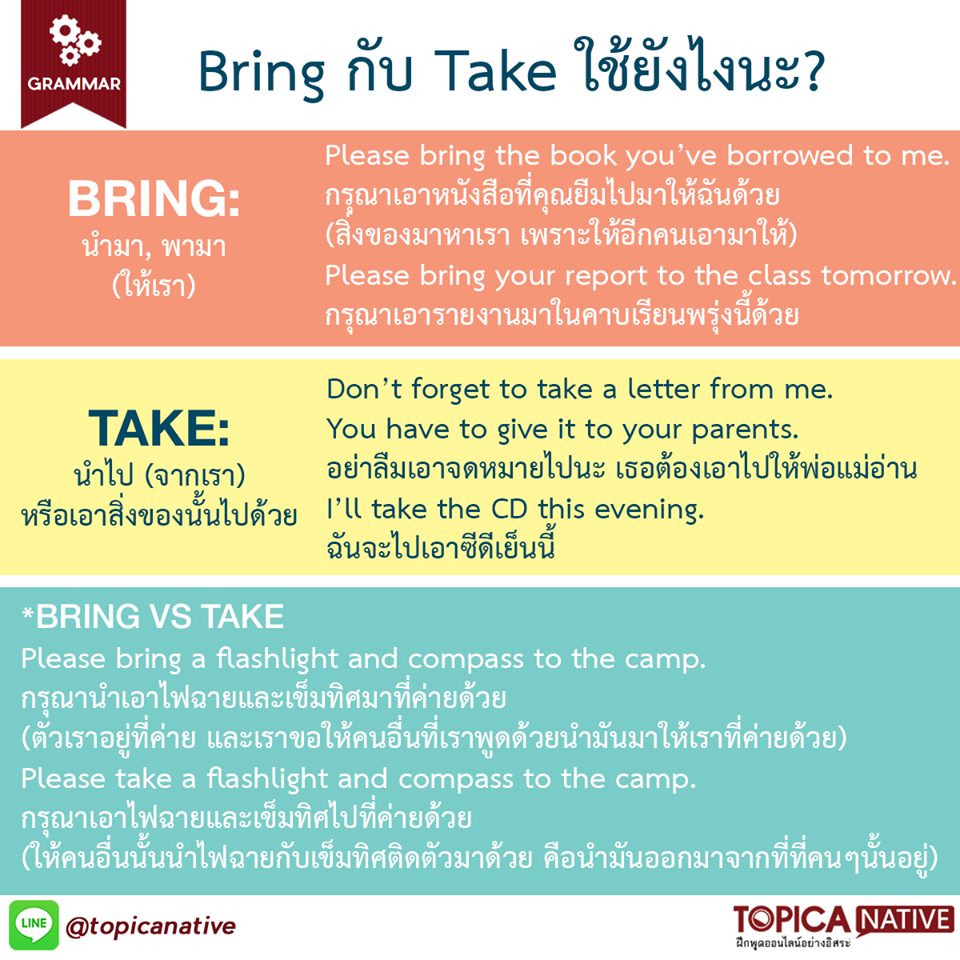 GRAMMAR
Bring กับ Take ใช้ยังไงนะ?
BRING:
นำมา, พามา
(ให้เรา)
Please bring the book you've borrowed to me.
กรุณาเอาหนังสือที่คุณยืมไปมาให้ฉันด้วย
(สิ่งของมาหาเรา เพราะให้อีกคนเอามาให้)
Please bring your report to the class tomorrow.
กรุณาเอารายงานมาในคาบเรียนพรุ่งนี้ด้วย
TAKE:
นำไป (จากเรา)
หรือเอาสิ่งของนั้นไปด้วย
Don't forget to take a letter from me.
You have to give it to your parents.
อย่าลืมเอาจดหมายไปนะ เธอต้องเอาไปให้พ่อแม่อ่าน
I'll take the CD this evening.
ฉันจะไปเอาซีดีเย็นนี้
*BRING VS TAKE
Please bring a flashlight and compass to the camp.
กรุณานำเอาไฟฉายและเข็มทิศมาที่ค่ายด้วย
(ตัวเราอยู่ที่ค่าย และเราขอให้คนอื่นที่เราพูดด้วยนำมันมาให้เราที่ค่ายด้วย)
Please take a flashlight and compass to the camp.
กรุณาเอาไฟฉายและเข็มทิศไปที่ค่ายด้วย
(ให้คนอื่นนั้นนำไฟฉายกับเข็มทิศติดตัวมาด้วย คือนำมันออกมาจากที่ที่คนๆนั้นอยู่)
LINE @topicanative
TOPICA NATIVE
ฝึกพูดออนไลน์อย่างอิสระ